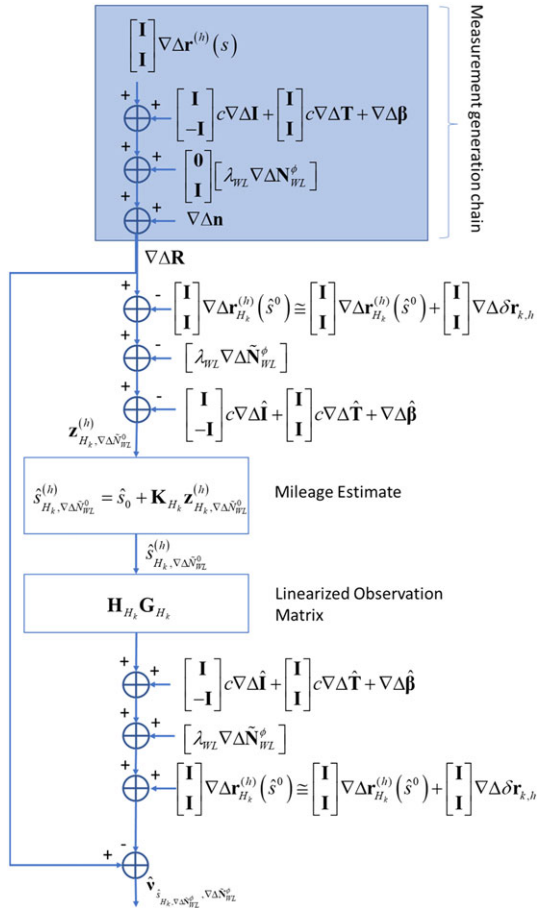 [I I] ∇Δr^(h)(s)
+ + [I −I] c∇ΔI + [I I] c∇ΔT + ∇Δβ
+ + [0 I] [λ_WL ∇ΔN^ϕ_WL]
+ + ∇Δn
Measurement generation chain
∇ΔR
+ - [I I] ∇Δr^(h)_{H_k}(ŝ^0) ≅ [I I] ∇Δr^(h)_{H_k}(ŝ^0) + [I I] ∇Δδr_{k,h}
+ - [λ_WL ∇ΔÑ^ϕ_WL]
+ - [I −I] c∇ΔÎ + [I I] c∇ΔT̂ + ∇Δβ̂
z^(h)_{H_k,∇ΔÑ^0_WL}
ŝ^(h)_{H_k,∇ΔÑ^0_WL} = ŝ_0 + K_{H_k} z^(h)_{H_k,∇ΔÑ^0_WL}
Mileage Estimate
ŝ^(h)_{H_k,∇ΔÑ^0_WL}
H_{H_k} G_{H_k}
Linearized Observation
Matrix
+ + [I −I] c∇ΔÎ + [I I] c∇ΔT̂ + ∇Δβ̂
+ + [λ_WL ∇ΔÑ^ϕ_WL]
+ + [I I] ∇Δr^(h)_{H_k}(ŝ^0) ≅ [I I] ∇Δr^(h)_{H_k}(ŝ^0) + [I I] ∇Δδr_{k,h}
+ -
v̂_{ŝ_{H_k,∇ΔÑ^ϕ_WL},∇ΔÑ^ϕ_WL}